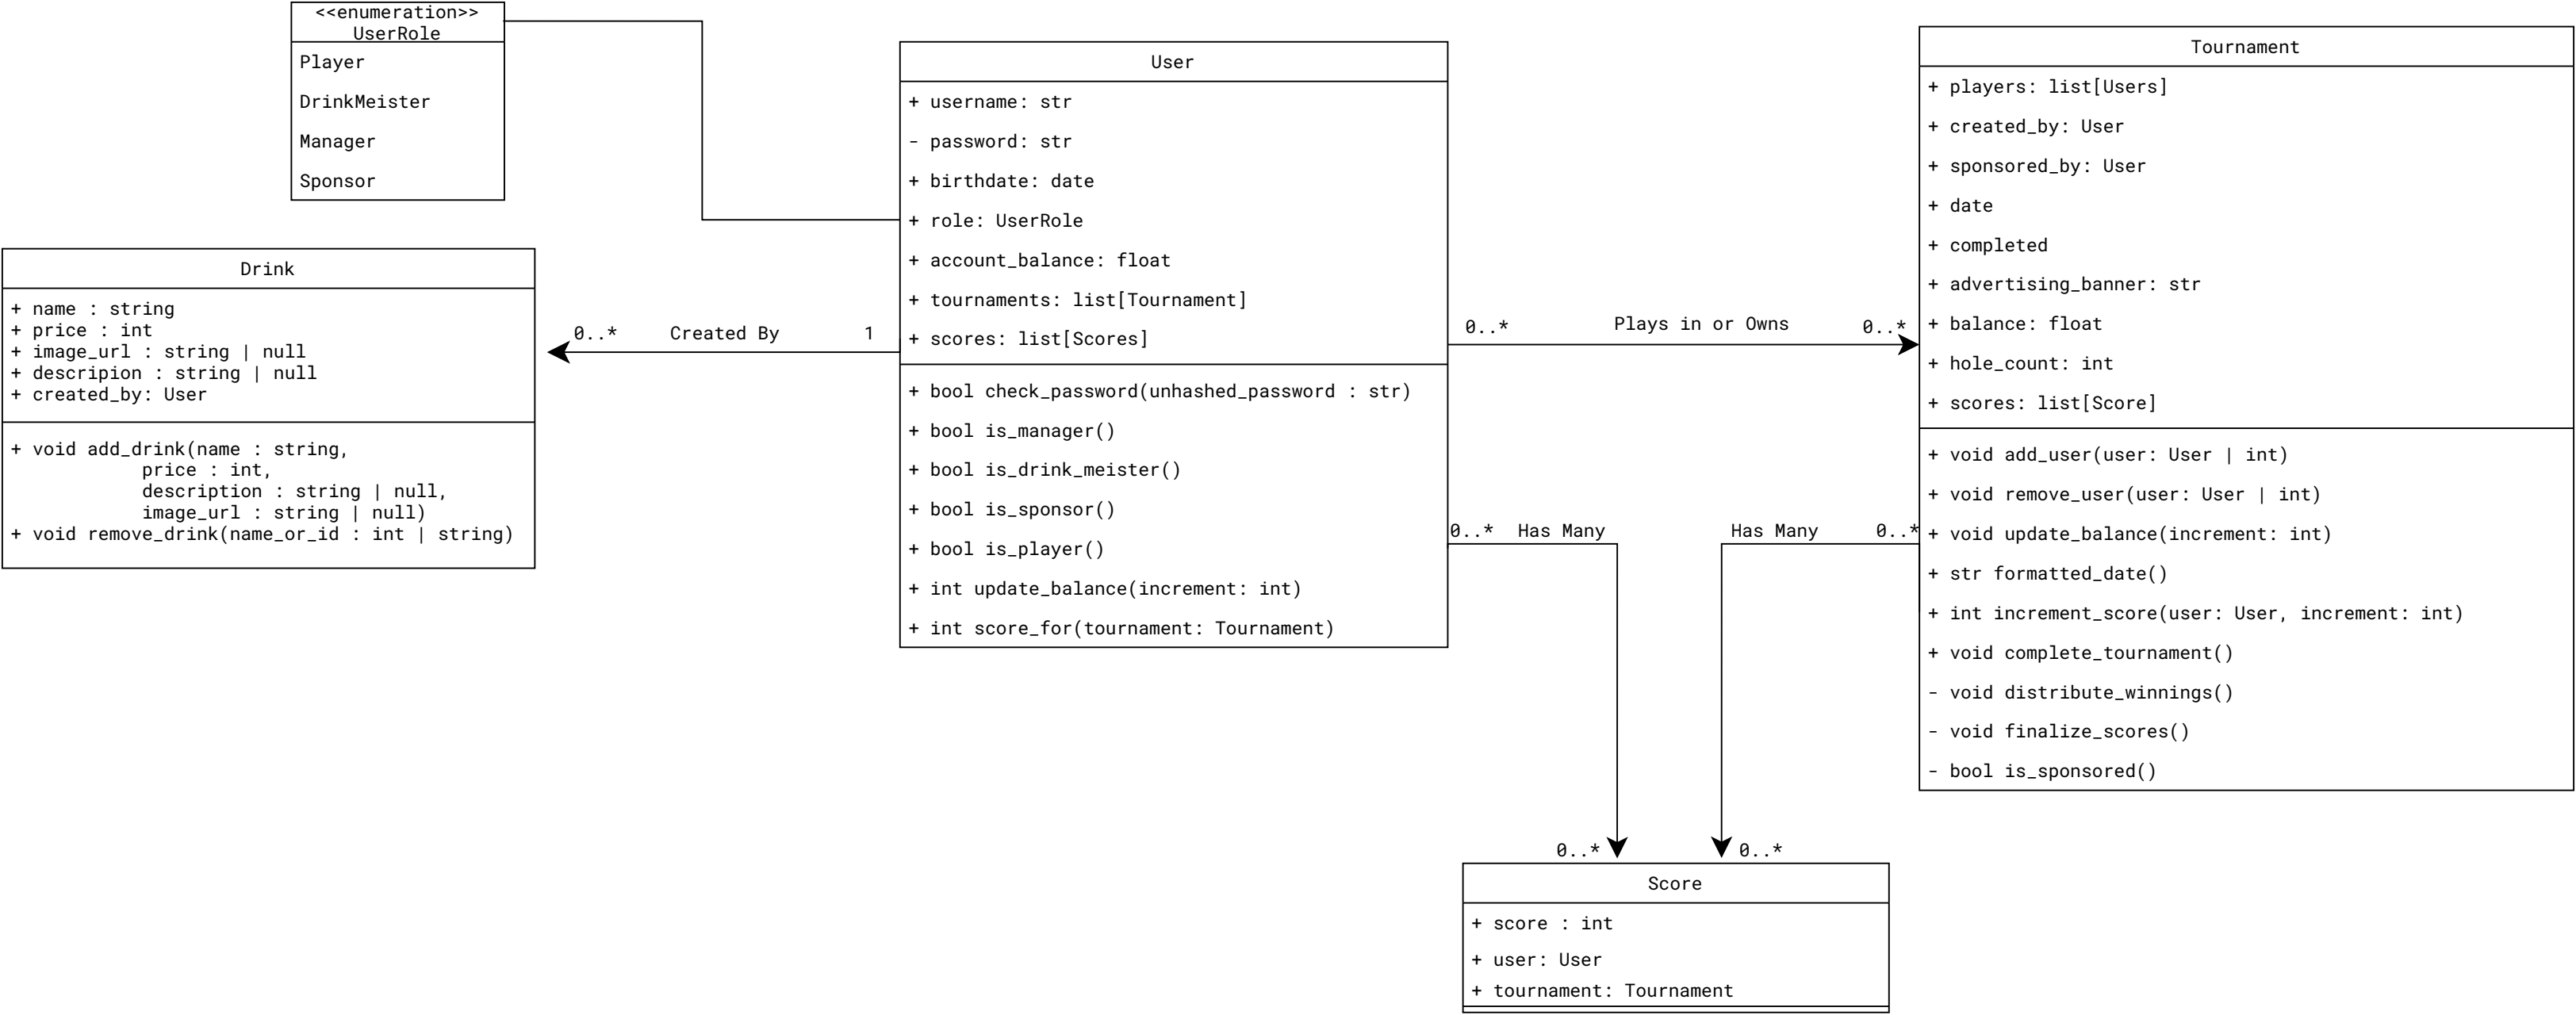 <<enumeration>>
UserRole
Player
DrinkMeister
Manager
Sponsor
Drink
+ name : string
+ price : int
+ image_url : string | null
+ descripion : string | null
+ created_by: User
+ void add_drink(name : string,
price : int,
description : string | null,
image_url : string | null)
+ void remove_drink(name_or_id : int | string)
0..* Created By 1
User
+ username: str
- password: str
+ birthdate: date
+ role: UserRole
+ account_balance: float
+ tournaments: list[Tournament]
+ scores: list[Scores]
+ bool check_password(unhashed_password : str)
+ bool is_manager()
+ bool is_drink_meister()
+ bool is_sponsor()
+ bool is_player()
+ int update_balance(increment: int)
+ int score_for(tournament: Tournament)
0..* Plays in or Owns 0..*
0..* Has Many
Has Many 0..*
0..*
0..*
Tournament
+ players: list[Users]
+ created_by: User
+ sponsored_by: User
+ date
+ completed
+ advertising_banner: str
+ balance: float
+ hole_count: int
+ scores: list[Score]
+ void add_user(user: User | int)
+ void remove_user(user: User | int)
+ void update_balance(increment: int)
+ str formatted_date()
+ int increment_score(user: User, increment: int)
+ void complete_tournament()
- void distribute_winnings()
- void finalize_scores()
- bool is_sponsored()
Score
+ score : int
+ user: User
+ tournament: Tournament